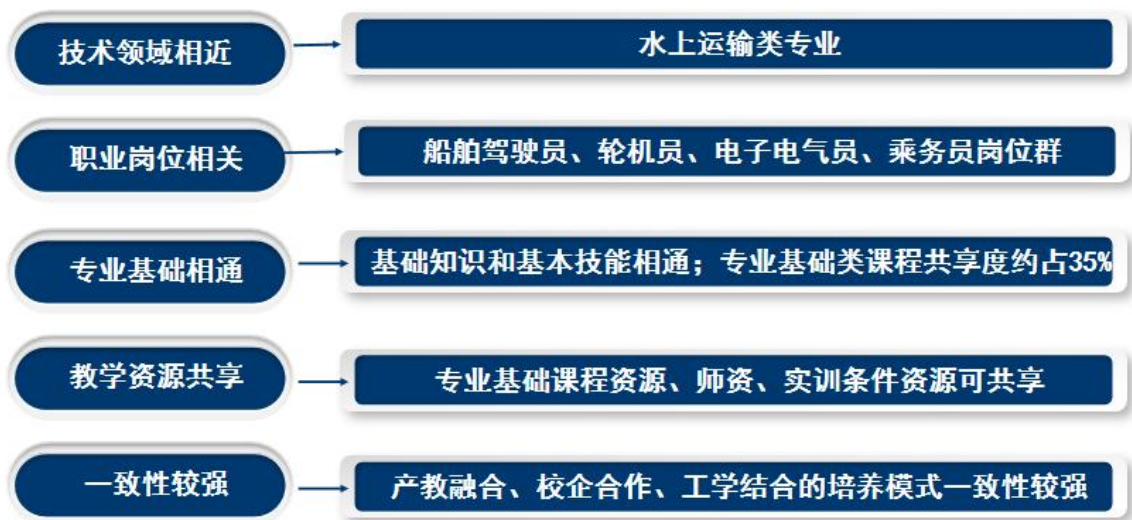 技术领域相近
水上运输类专业
职业岗位相关
船舶驾驶员、轮机员、电子电气员、乘务员岗位群
专业基础相通
基础知识和基本技能相通；专业基础类课程共享度约占35%
教学资源共享
专业基础课程资源、师资、实训条件资源可共享
一致性较强
产教融合、校企合作、工学结合的培养模式一致性较强